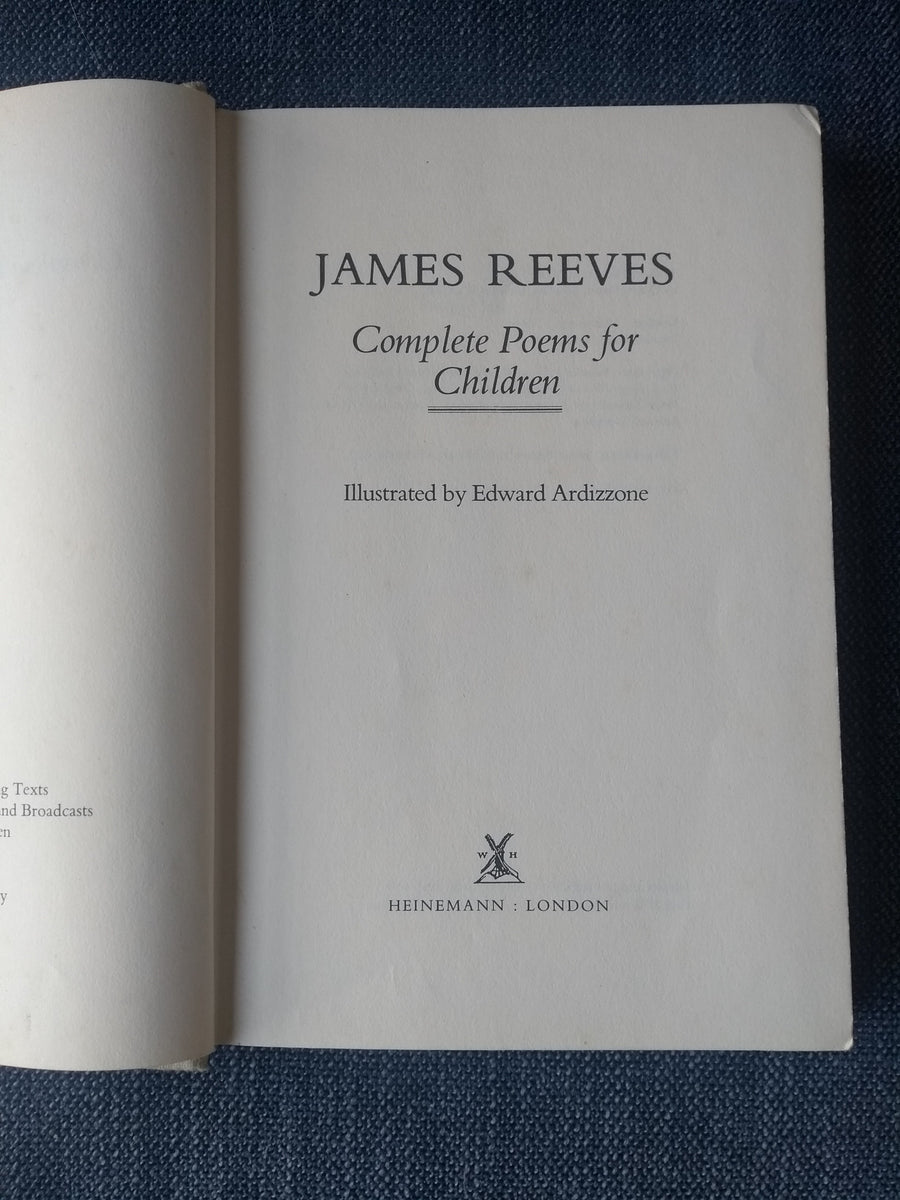 g Texts
nd Broadcasts
en
y
JAMES REEVES
Complete Poems for
Children
Illustrated by Edward Ardizzone
W H
HEINEMANN : LONDON